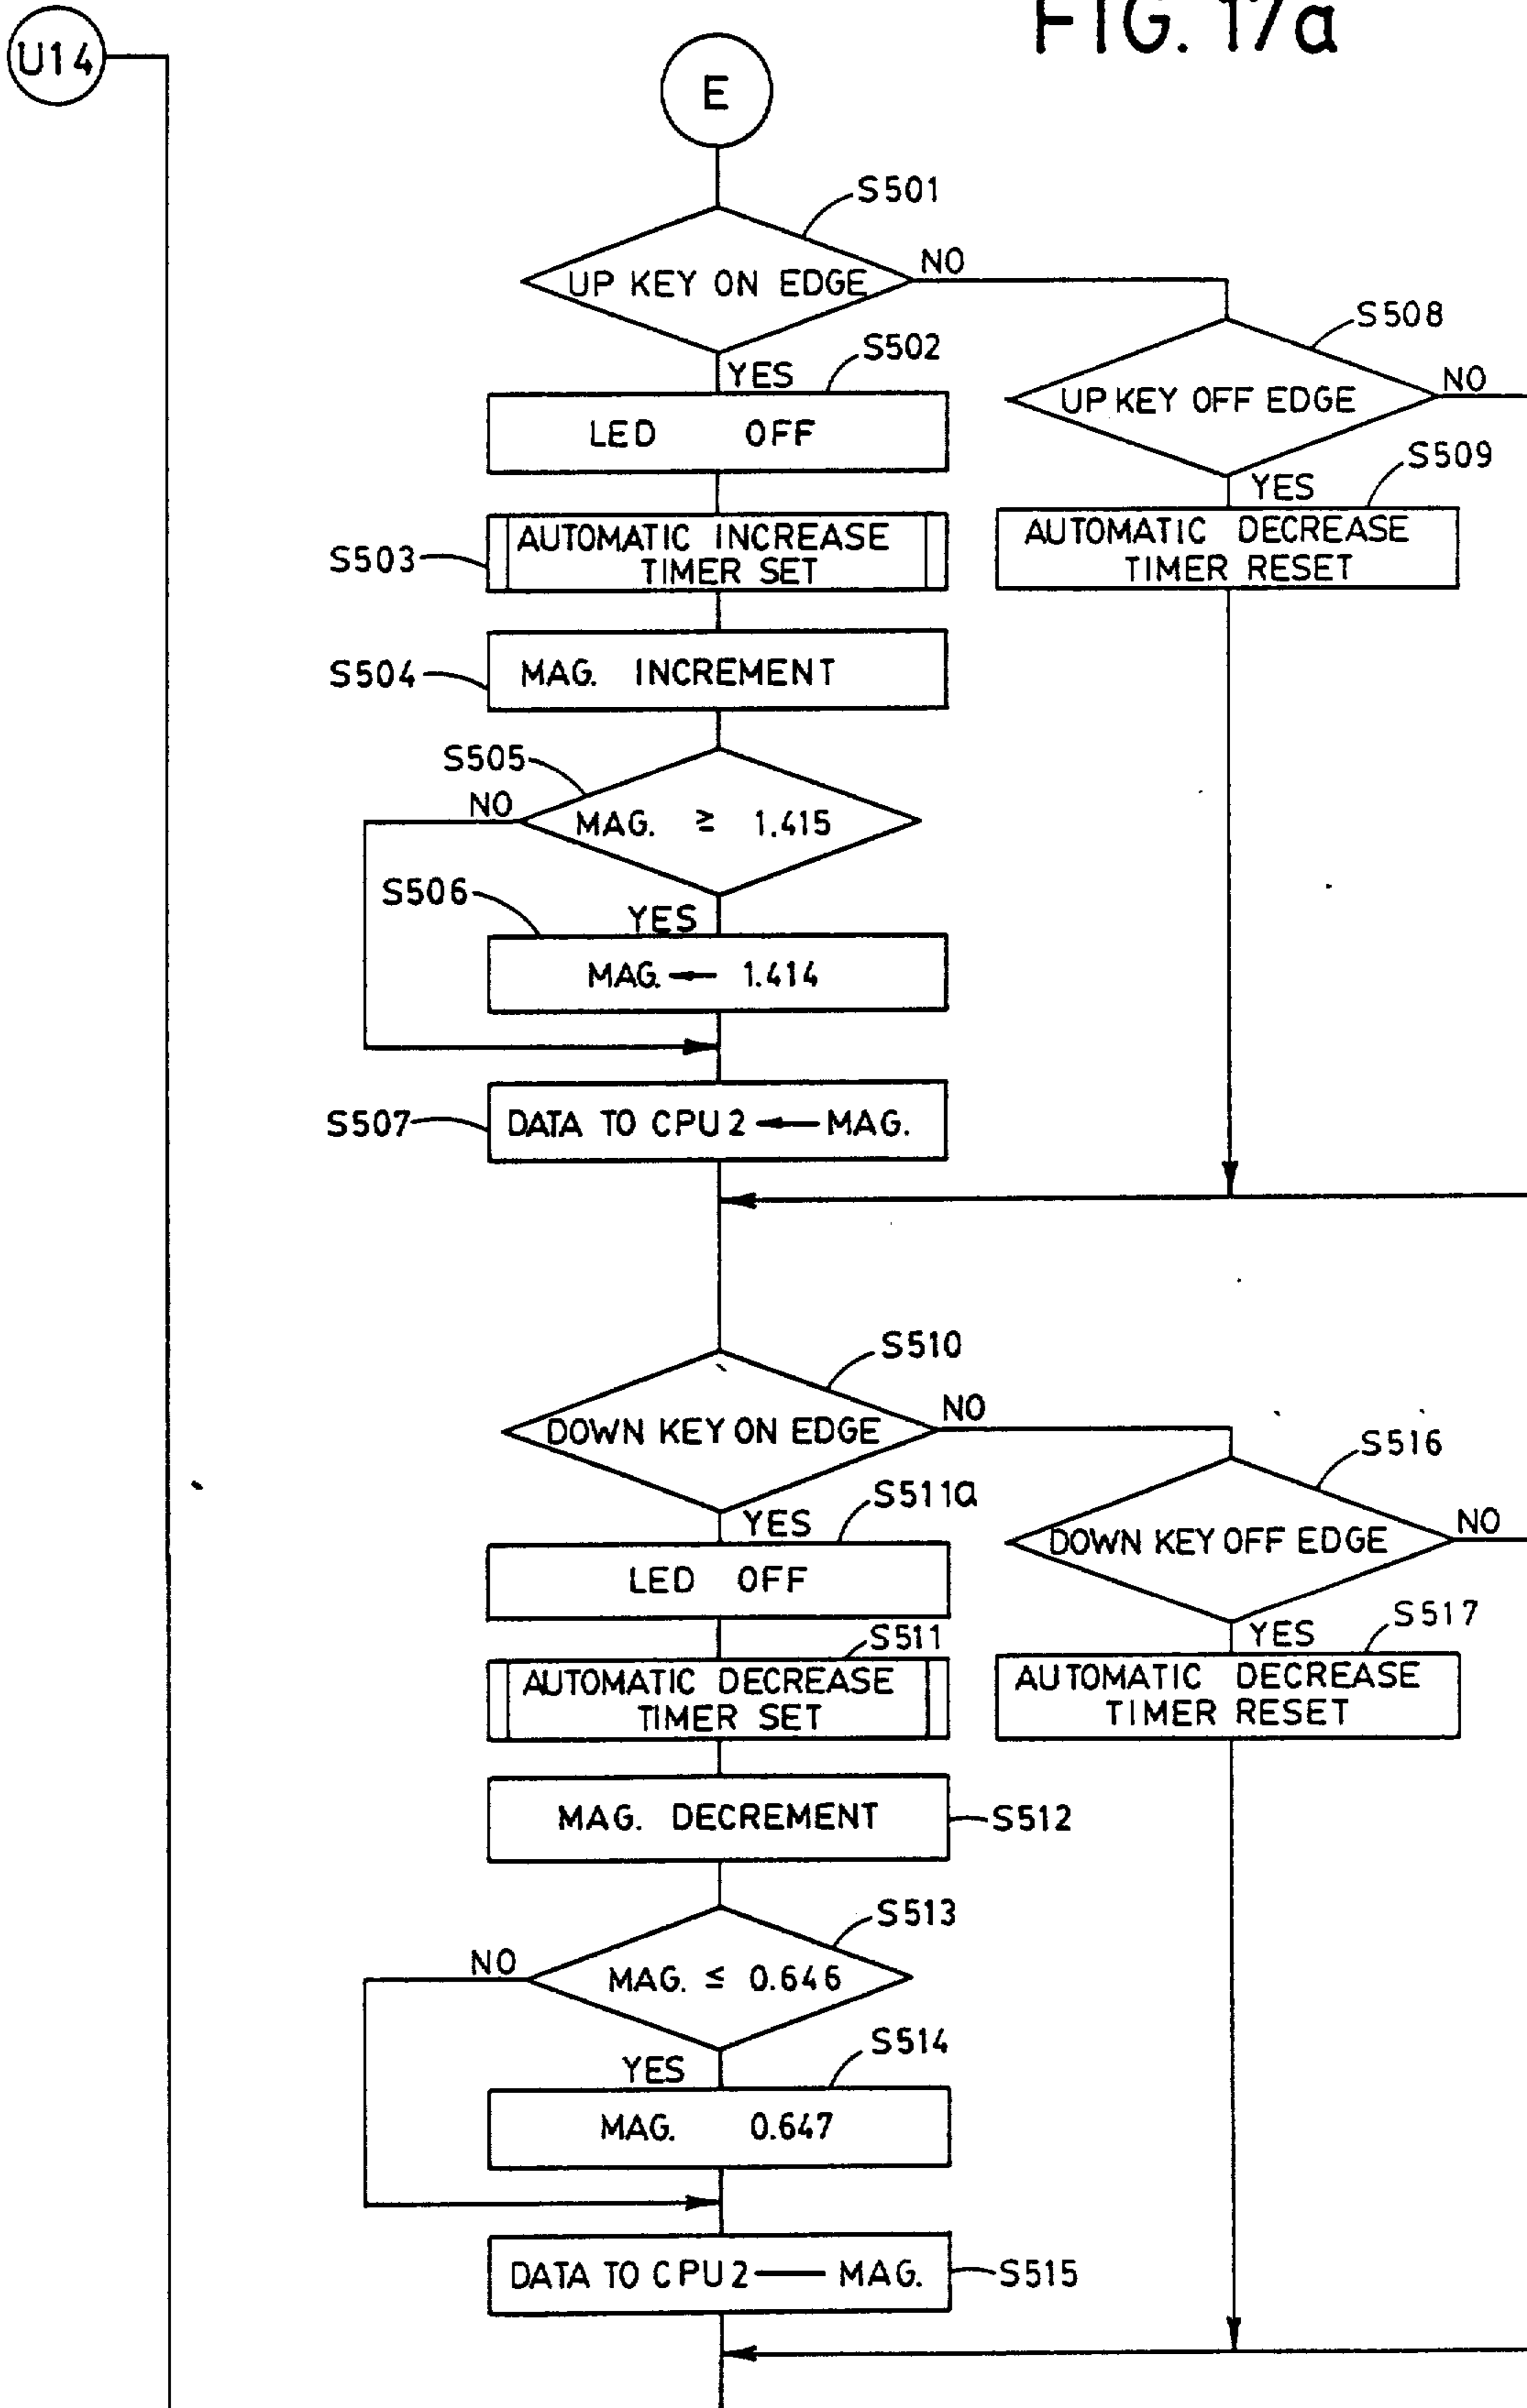 FIG. 17a
U14
E
S501
UP KEY ON EDGE
NO
YES
S502
LED OFF
S503
AUTOMATIC INCREASE
TIMER SET
S504
MAG. INCREMENT
S505
MAG. ≥ 1.415
NO
YES
S506
MAG. ← 1.414
S507
DATA TO CPU2 ← MAG.
S508
UP KEY OFF EDGE
NO
YES
S509
AUTOMATIC DECREASE
TIMER RESET
S510
DOWN KEY ON EDGE
NO
YES
S511a
LED OFF
S511
AUTOMATIC DECREASE
TIMER SET
MAG. DECREMENT
S512
S513
MAG. ≤ 0.646
NO
YES
S514
MAG. 0.647
DATA TO CPU2 — MAG.
S515
S516
DOWN KEY OFF EDGE
NO
YES
S517
AUTOMATIC DECREASE
TIMER RESET